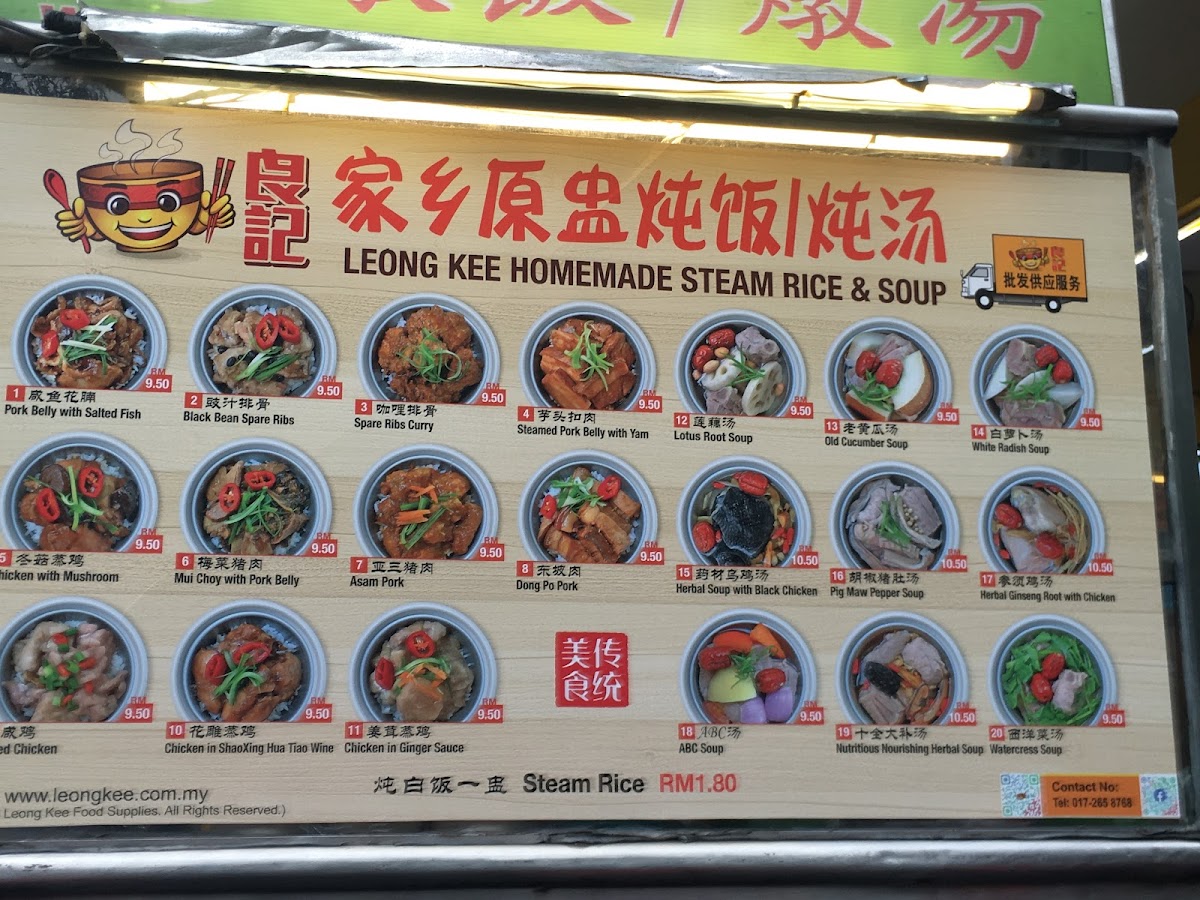 饭 / 燉 汤
良記
家乡原盅炖饭/炖汤
LEONG KEE HOMEMADE STEAM RICE & SOUP
良記
批发供应服务
1 咸鱼花腩 RM 9.50
Pork Belly with Salted Fish
2 豉汁排骨 RM 9.50
Black Bean Spare Ribs
3 咖喱排骨 RM 9.50
Spare Ribs Curry
4 芋头扣肉 RM 9.50
Steamed Pork Belly with Yam
12 莲藕汤 RM 9.50
Lotus Root Soup
13 老黄瓜汤 RM 9.50
Old Cucumber Soup
14 白萝卜汤 RM 9.50
White Radish Soup
5 冬菇蒸鸡 RM 9.50
hicken with Mushroom
6 梅菜猪肉 RM 9.50
Mui Choy with Pork Belly
7 亚三猪肉 RM 9.50
Asam Pork
8 东坡肉 RM 9.50
Dong Po Pork
15 药材乌鸡汤 RM 10.50
Herbal Soup with Black Chicken
16 胡椒猪肚汤 RM 10.50
Pig Maw Pepper Soup
17 参须鸡汤 RM 10.50
Herbal Ginseng Root with Chicken
咸鸡 RM 9.50
ed Chicken
10 花雕蒸鸡 RM 9.50
Chicken in ShaoXing Hua Tiao Wine
11 姜茸蒸鸡 RM 9.50
Chicken in Ginger Sauce
传统
美食
18 ABC汤 RM 9.50
ABC Soup
19 十全大补汤 RM 10.50
Nutritious Nourishing Herbal Soup
20 西洋菜汤 RM 9.50
Watercress Soup
炖白饭一盅 Steam Rice RM1.80
www.leongkee.com.my
Leong Kee Food Supplies. All Rights Reserved.)
Contact No:
Tel: 017-265 8768